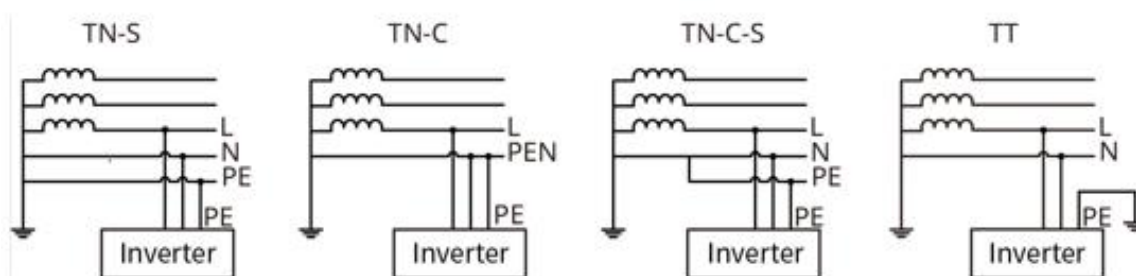 TN-S
TN-C
TN-C-S
TT
L
N
PE
PE
Inverter
L
PEN
PE
Inverter
L
N
PE
PE
Inverter
L
N
PE
Inverter